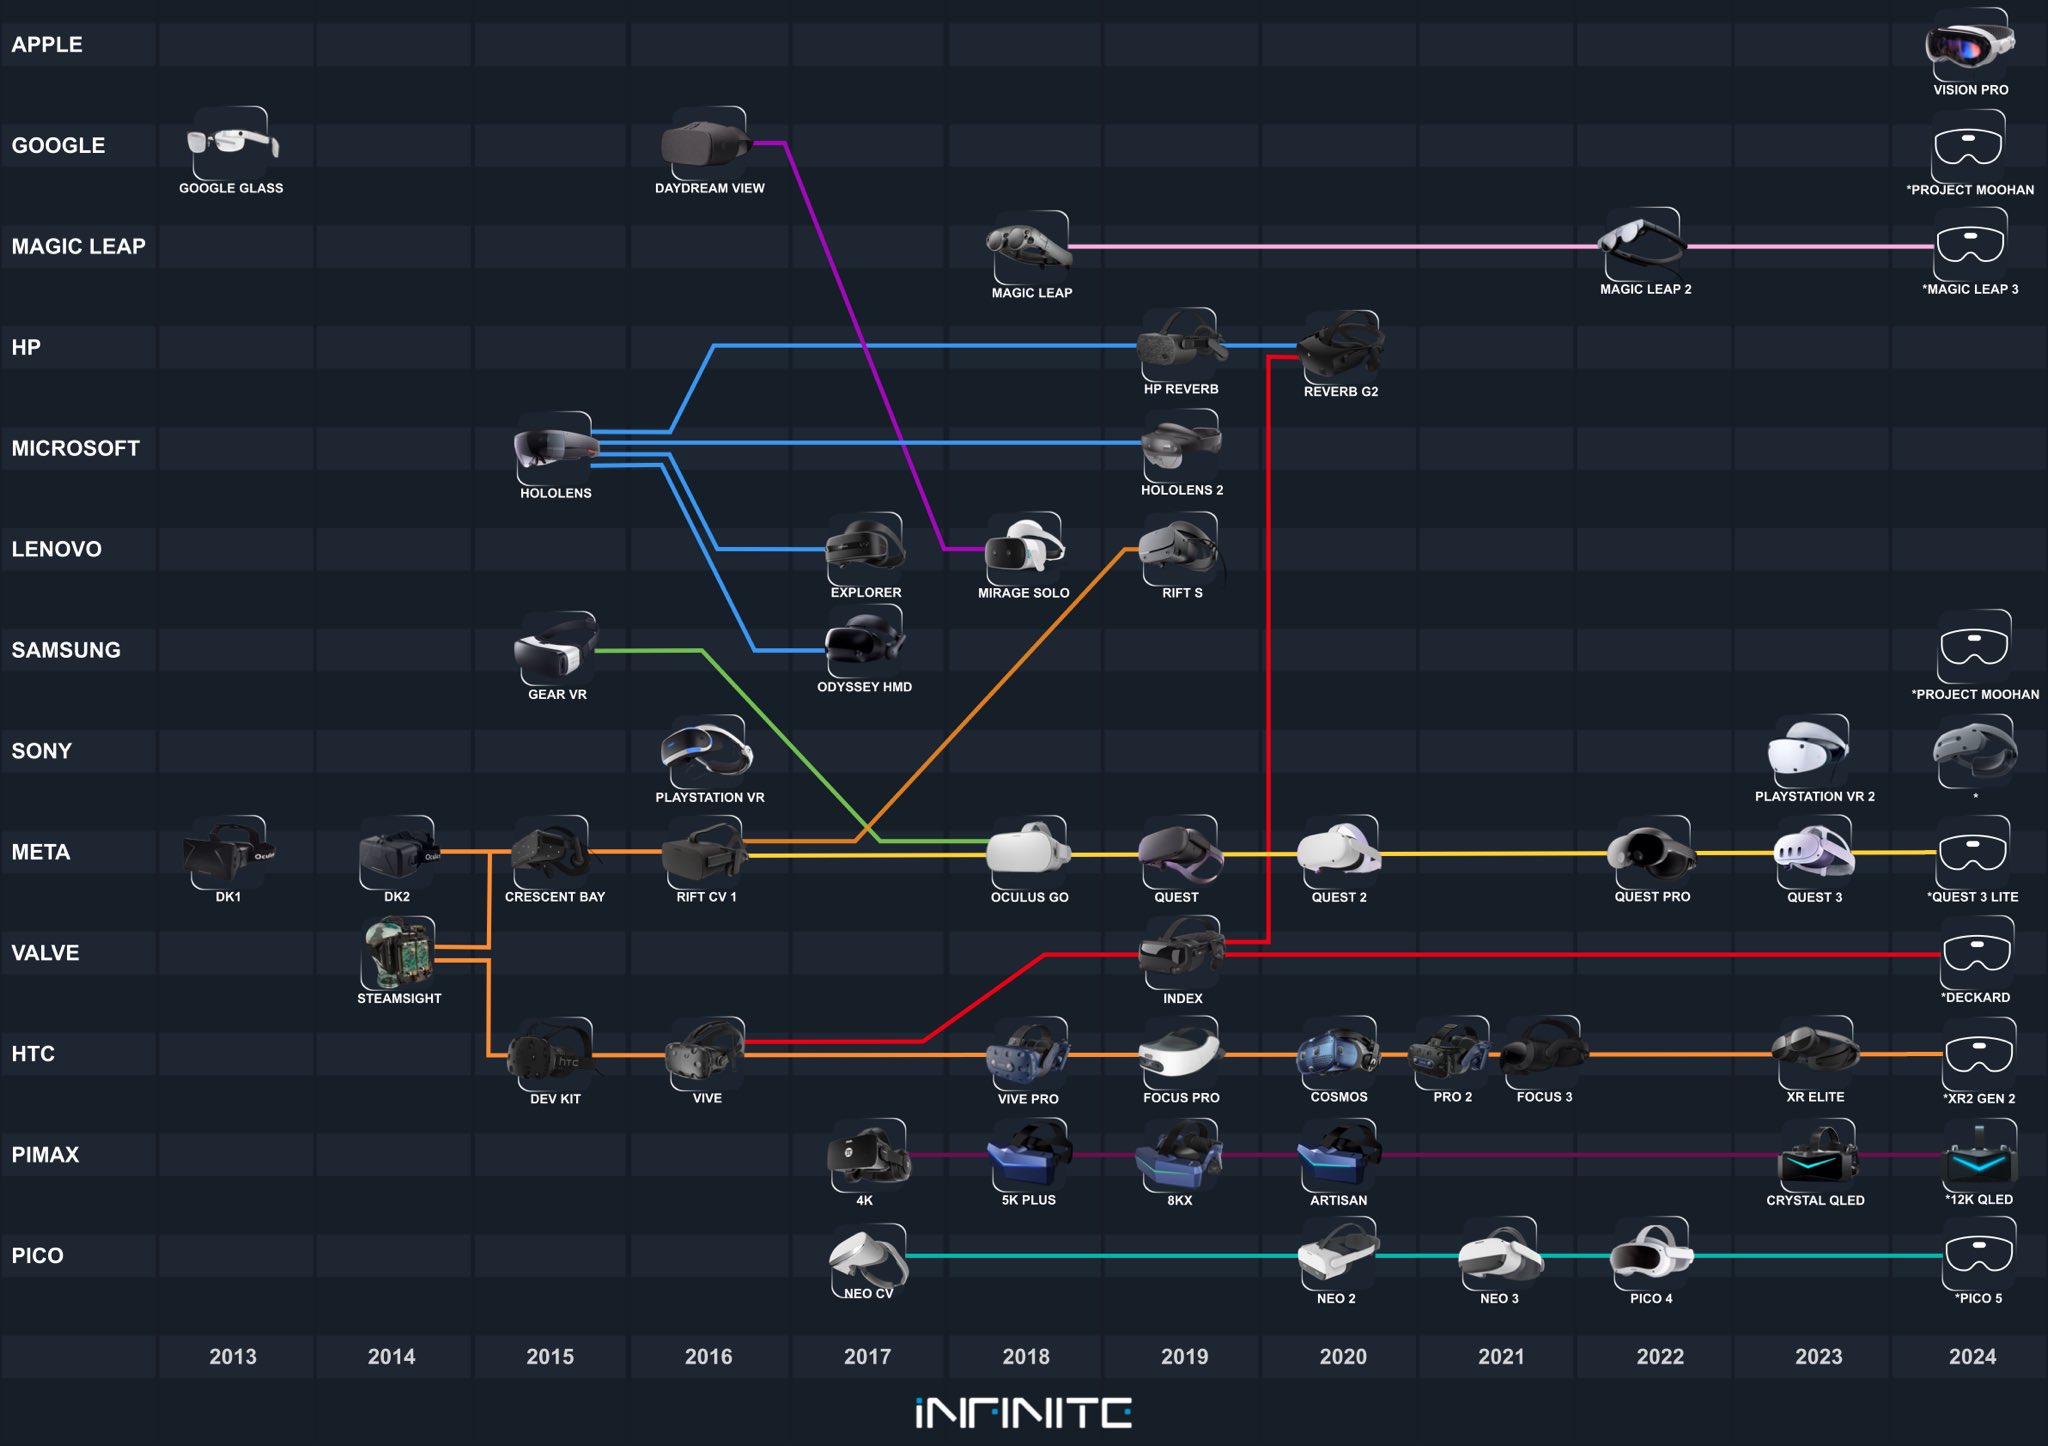 APPLE
VISION PRO
GOOGLE
GOOGLE GLASS
DAYDREAM VIEW
*PROJECT MOOHAN
MAGIC LEAP
MAGIC LEAP
MAGIC LEAP 2
*MAGIC LEAP 3
HP
HP REVERB
REVERB G2
MICROSOFT
HOLOLENS
HOLOLENS 2
LENOVO
EXPLORER
MIRAGE SOLO
RIFT S
SAMSUNG
GEAR VR
ODYSSEY HMD
*PROJECT MOOHAN
SONY
PLAYSTATION VR
PLAYSTATION VR 2
*
META
Oculus
DK1
DK2
CRESCENT BAY
RIFT CV 1
OCULUS GO
QUEST
QUEST 2
QUEST PRO
QUEST 3
*QUEST 3 LITE
VALVE
STEAMSIGHT
INDEX
*DECKARD
HTC
hTC
DEV KIT
VIVE
VIVE PRO
FOCUS PRO
COSMOS
PRO 2
FOCUS 3
XR ELITE
*XR2 GEN 2
PIMAX
4K
5K PLUS
8KX
ARTISAN
CRYSTAL QLED
*12K QLED
PICO
NEO CV
NEO 2
NEO 3
PICO 4
*PICO 5
2013 2014 2015 2016 2017 2018 2019 2020 2021 2022 2023 2024
iNFINITE